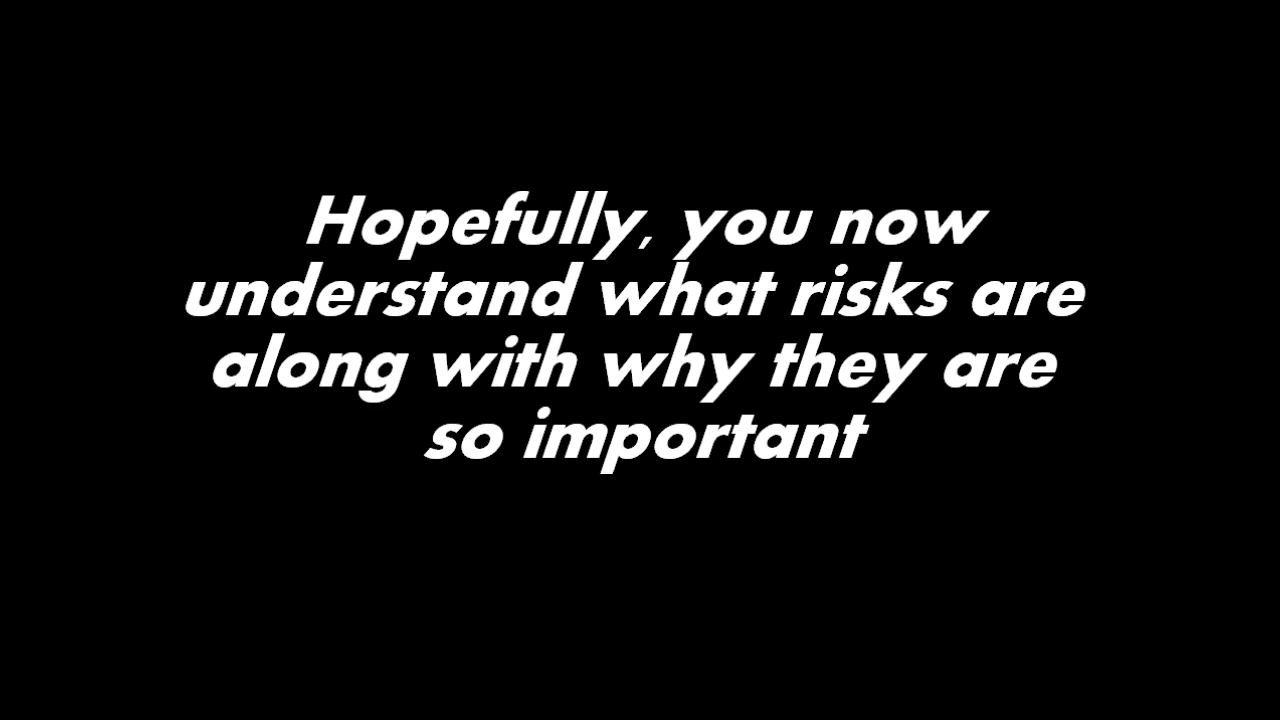 Hopefully, you now
understand what risks are
along with why they are
so important